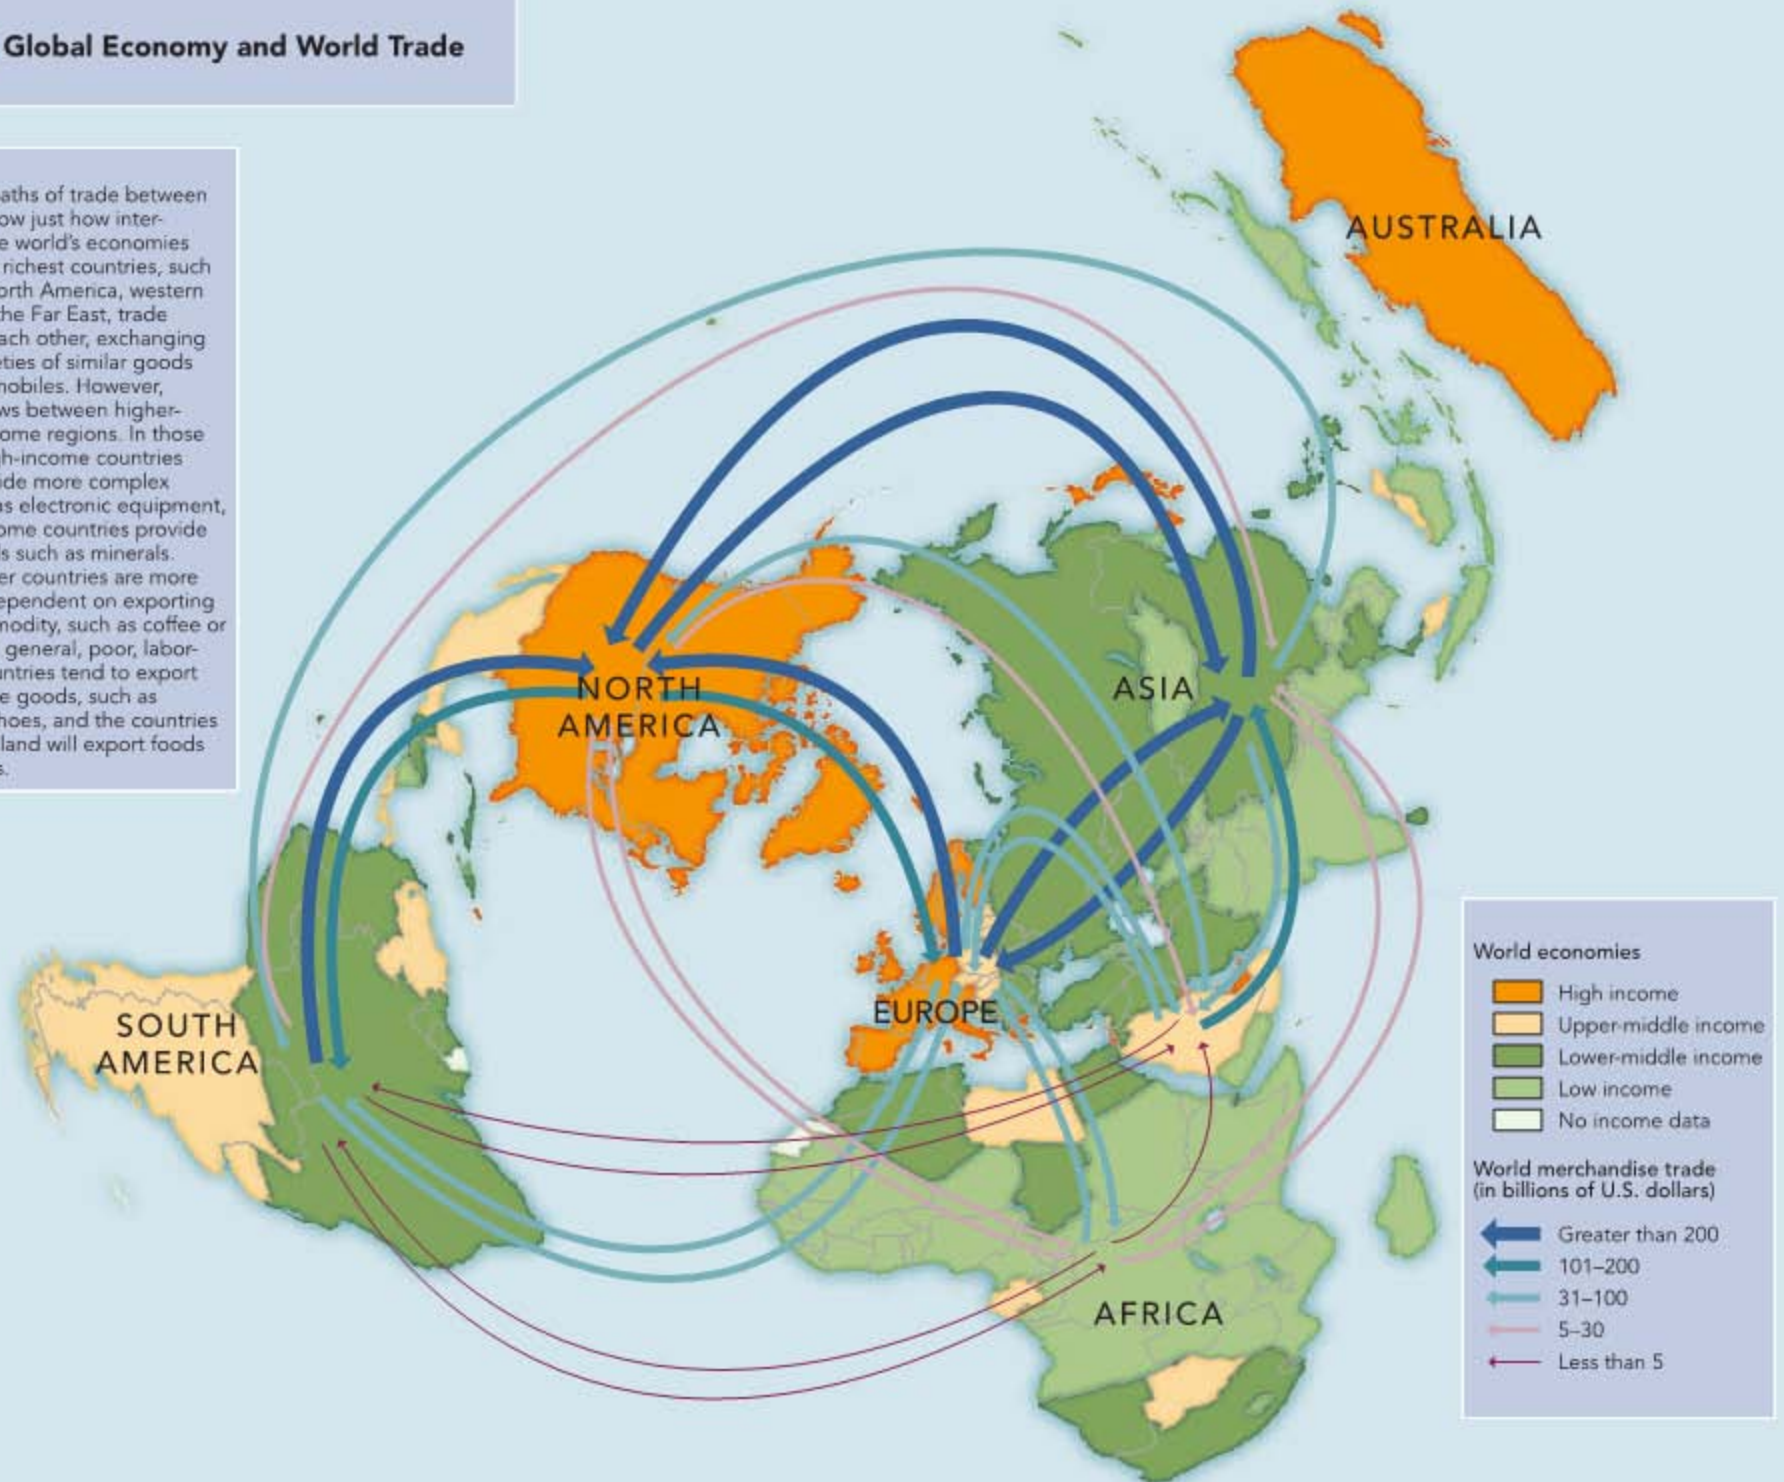 Global Economy and World Trade
aths of trade between
ow just how inter-
e world's economies
richest countries, such
orth America, western
the Far East, trade
ach other, exchanging
eties of similar goods
mobiles. However,
ws between higher-
ome regions. In those
gh-income countries
ide more complex
as electronic equipment,
ome countries provide
ls such as minerals.
er countries are more
ependent on exporting
modity, such as coffee or
general, poor, labor-
untries tend to export
e goods, such as
hoes, and the countries
land will export foods
s.
AUSTRALIA
NORTH
AMERICA
ASIA
EUROPE
SOUTH
AMERICA
AFRICA
World economies
High income
Upper-middle income
Lower-middle income
Low income
No income data
World merchandise trade
(in billions of U.S. dollars)
Greater than 200
101–200
31–100
5–30
Less than 5